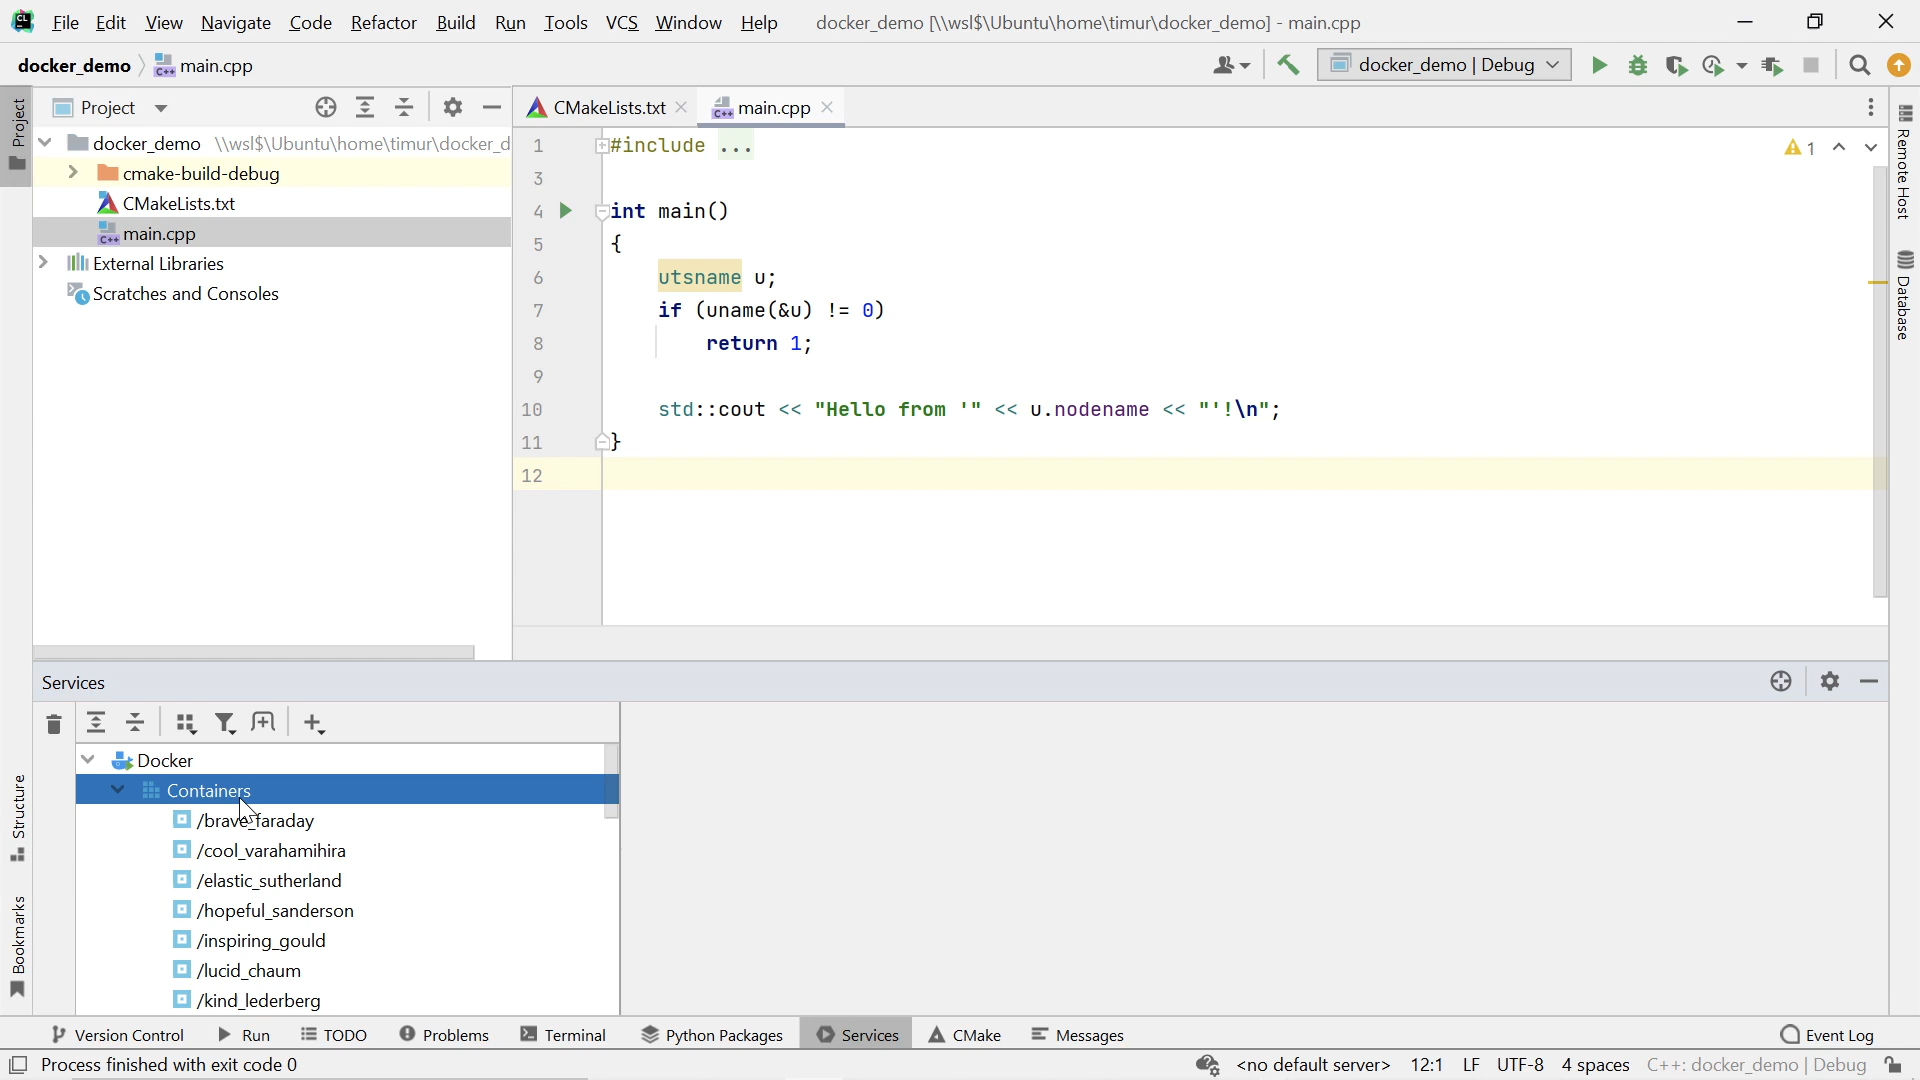 CL File Edit View Navigate Code Refactor Build Run Tools VCS Window Help docker_demo [\\wsl$\Ubuntu\home\timur\docker_demo] - main.cpp
docker_demo main.cpp docker_demo | Debug
Project CMakeLists.txt main.cpp
Project
docker_demo \\wsl$\Ubuntu\home\timur\docker_d
cmake-build-debug
CMakeLists.txt
main.cpp
External Libraries
Scratches and Consoles
1 #include ...
3
4 int main()
5 {
6 utsname u;
7 if (uname(&u) != 0)
8 return 1;
9
10 std::cout << "Hello from '" << u.nodename << "'!\n";
11 }
12
1
Remote Host
Database
Services
Docker
Containers
/brave_faraday
/cool_varahamihira
/elastic_sutherland
/hopeful_sanderson
/inspiring_gould
/lucid_chaum
/kind_lederberg
Structure
Bookmarks
Version Control Run TODO Problems Terminal Python Packages Services CMake Messages Event Log
Process finished with exit code 0 <no default server> 12:1 LF UTF-8 4 spaces C++: docker_demo | Debug